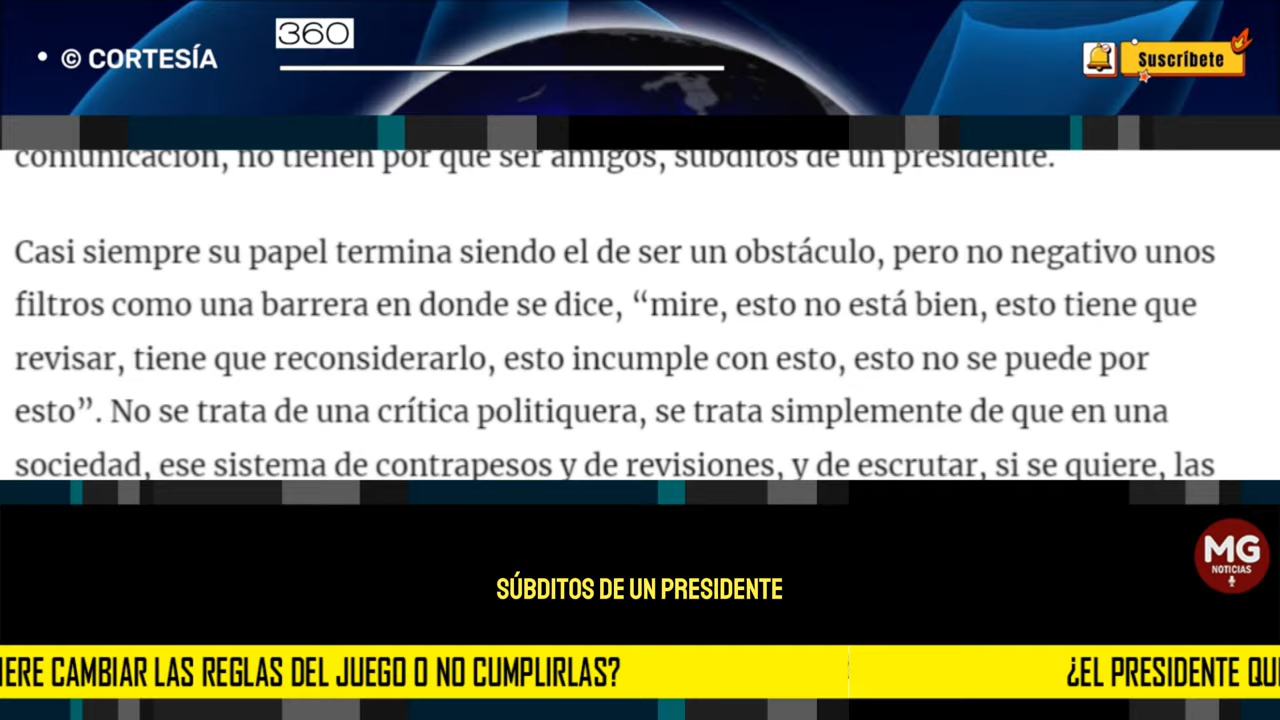 360
© CORTESÍA
Suscríbete
comunicación, no tienen por qué ser amigos, súbditos de un presidente.
Casi siempre su papel termina siendo el de ser un obstáculo, pero no negativo unos
filtros como una barrera en donde se dice, “mire, esto no está bien, esto tiene que
revisar, tiene que reconsiderarlo, esto incumple con esto, esto no se puede por
esto”. No se trata de una crítica politiquera, se trata simplemente de que en una
sociedad, ese sistema de contrapesos y de revisiones, y de escrutar, si se quiere, las
MG
NOTICIAS
SÚBDITOS DE UN PRESIDENTE
IERE CAMBIAR LAS REGLAS DEL JUEGO O NO CUMPLIRLAS? ¿EL PRESIDENTE QUI